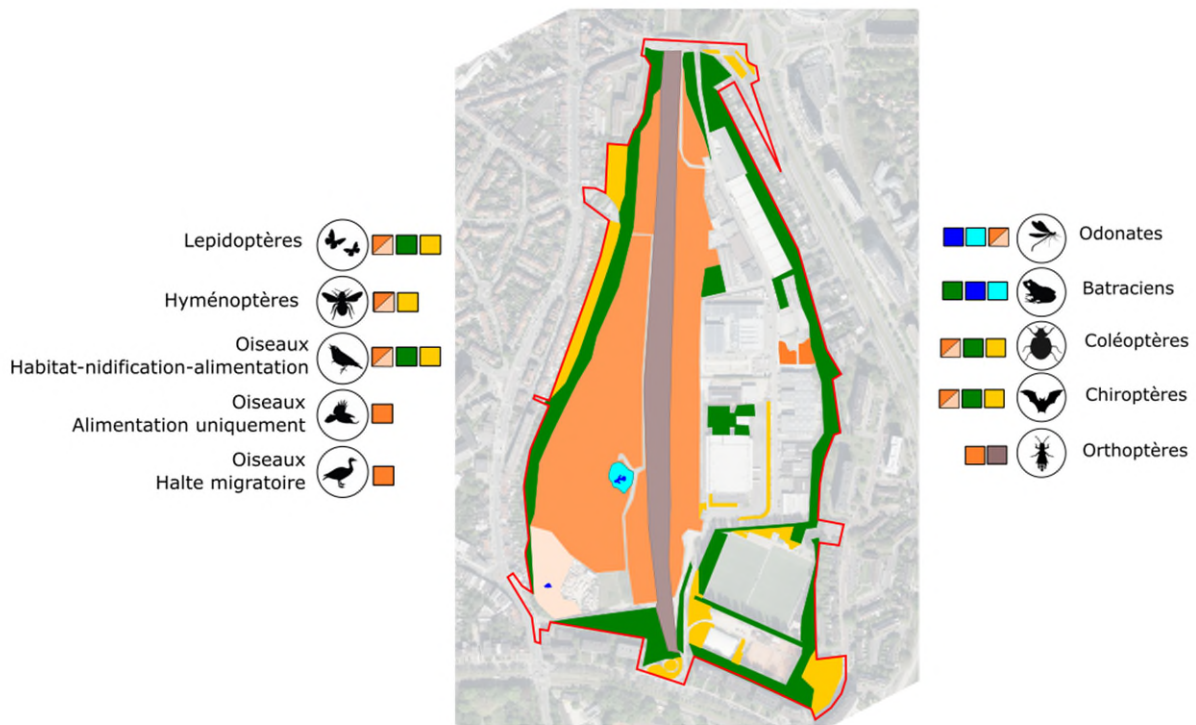 Lepidoptères
Hyménoptères
Oiseaux
Habitat-nidification-alimentation
Oiseaux
Alimentation uniquement
Oiseaux
Halte migratoire
Odonates
Batraciens
Coléoptères
Chiroptères
Orthoptères